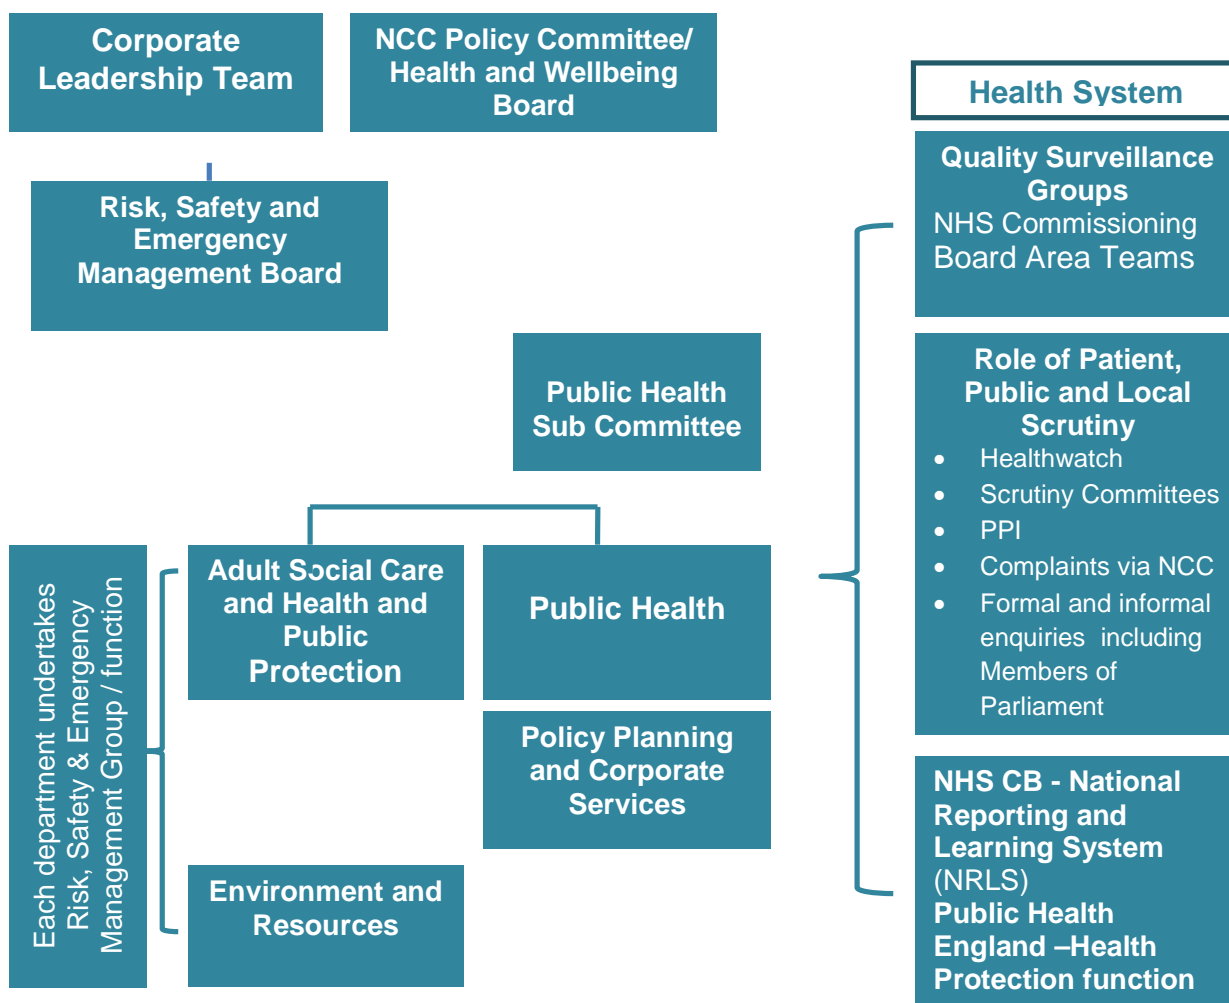 Corporate
Leadership Team
NCC Policy Committee/
Health and Wellbeing
Board
Health System
Risk, Safety and
Emergency
Management Board
Quality Surveillance
Groups
NHS Commissioning
Board Area Teams
Public Health
Sub Committee
Role of Patient,
Public and Local
Scrutiny
• Healthwatch
• Scrutiny Committees
• PPI
• Complaints via NCC
• Formal and informal
enquiries including
Members of
Parliament
Each department undertakes
Risk, Safety & Emergency
Management Group / function
Adult Social Care
and Health and
Public
Protection
Public Health
Policy Planning
and Corporate
Services
Environment and
Resources
NHS CB - National
Reporting and
Learning System
(NRLS)
Public Health
England –Health
Protection function